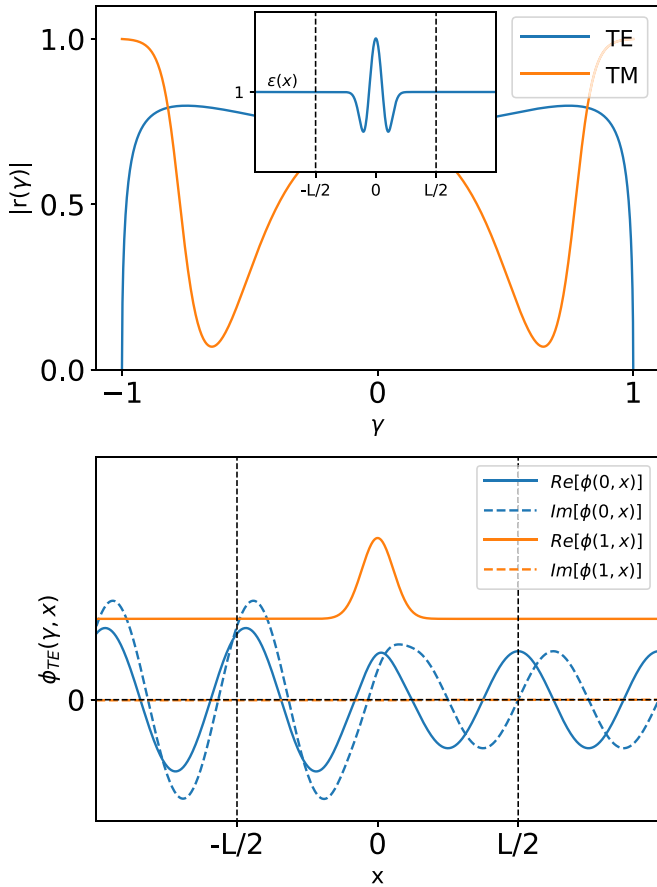 1.0
0.5
0.0
|r(γ)|
−1
0
1
γ
ε(x)
1
-L/2
0
L/2
TE
TM
ϕ_TE(γ, x)
0
-L/2
0
L/2
x
Re[ϕ(0, x)]
Im[ϕ(0, x)]
Re[ϕ(1, x)]
Im[ϕ(1, x)]